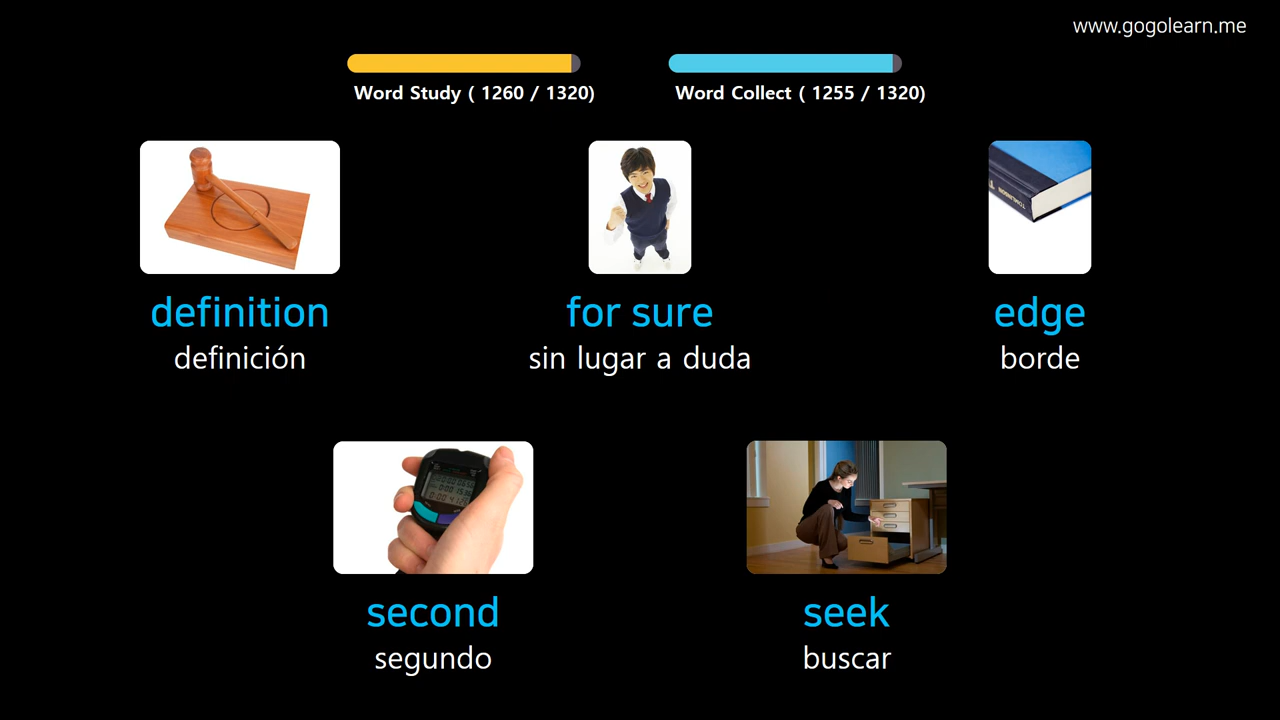 www.gogolearn.me
Word Study ( 1260 / 1320)
Word Collect ( 1255 / 1320)
definition
definición
for sure
sin lugar a duda
edge
borde
second
segundo
seek
buscar